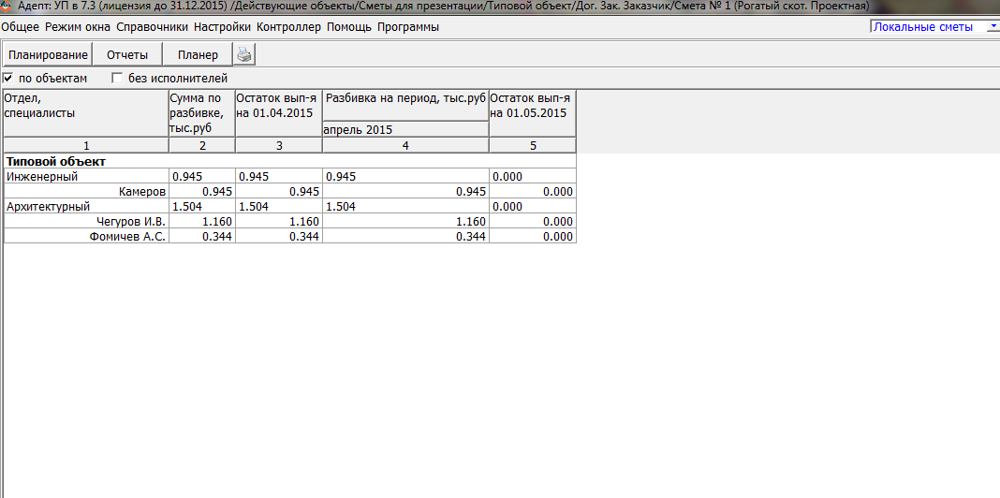 Адепт: УП в 7.3 (лицензия до 31.12.2015) /Действующие объекты/Сметы для презентации/Типовой объект/Дог. Зак. Заказчик/Смета № 1 (Рогатый скот. Проектная)
Общее Режим окна Справочники Настройки Контроллер Помощь Программы Локальные сметы
Планирование Отчеты Планер
по объектам без исполнителей
Отдел, Сумма по Остаток вып-я Разбивка на период, тыс.руб Остаток вып-я
специалисты разбивке, на 01.04.2015 на 01.05.2015
тыс.руб апрель 2015
1 2 3 4 5
Типовой объект
Инженерный 0.945 0.945 0.945 0.000
Камеров 0.945 0.945 0.945 0.000
Архитектурный 1.504 1.504 1.504 0.000
Чегуров И.В. 1.160 1.160 1.160 0.000
Фомичев А.С. 0.344 0.344 0.344 0.000